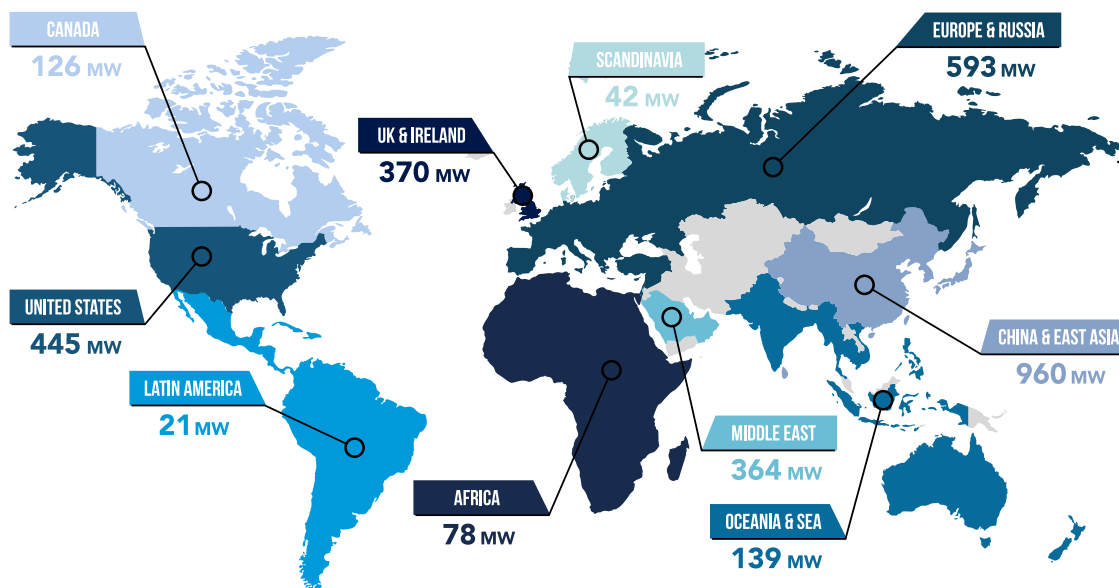 CANADA
126 MW
SCANDINAVIA
42 MW
EUROPE & RUSSIA
593 MW
UK & IRELAND
370 MW
UNITED STATES
445 MW
CHINA & EAST ASIA
960 MW
LATIN AMERICA
21 MW
MIDDLE EAST
364 MW
AFRICA
78 MW
OCEANIA & SEA
139 MW